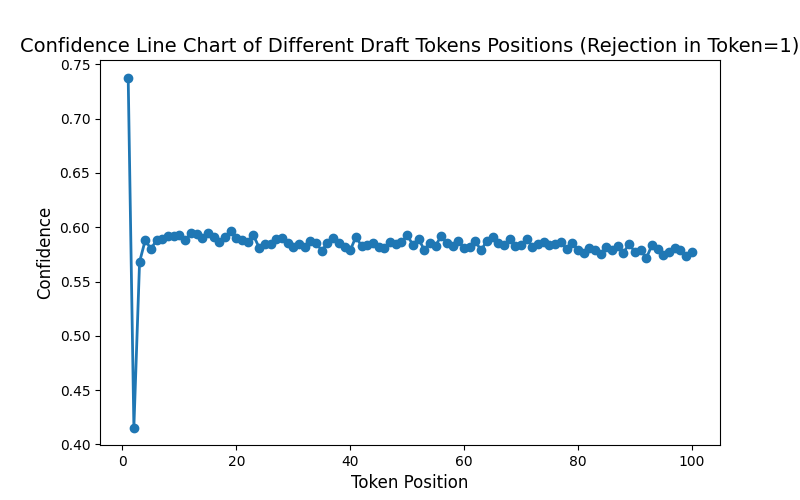 Confidence Line Chart of Different Draft Tokens Positions (Rejection in Token=1)
0.75
0.70
0.65
0.60
0.55
0.50
0.45
0.40
Confidence
0 20 40 60 80 100
Token Position